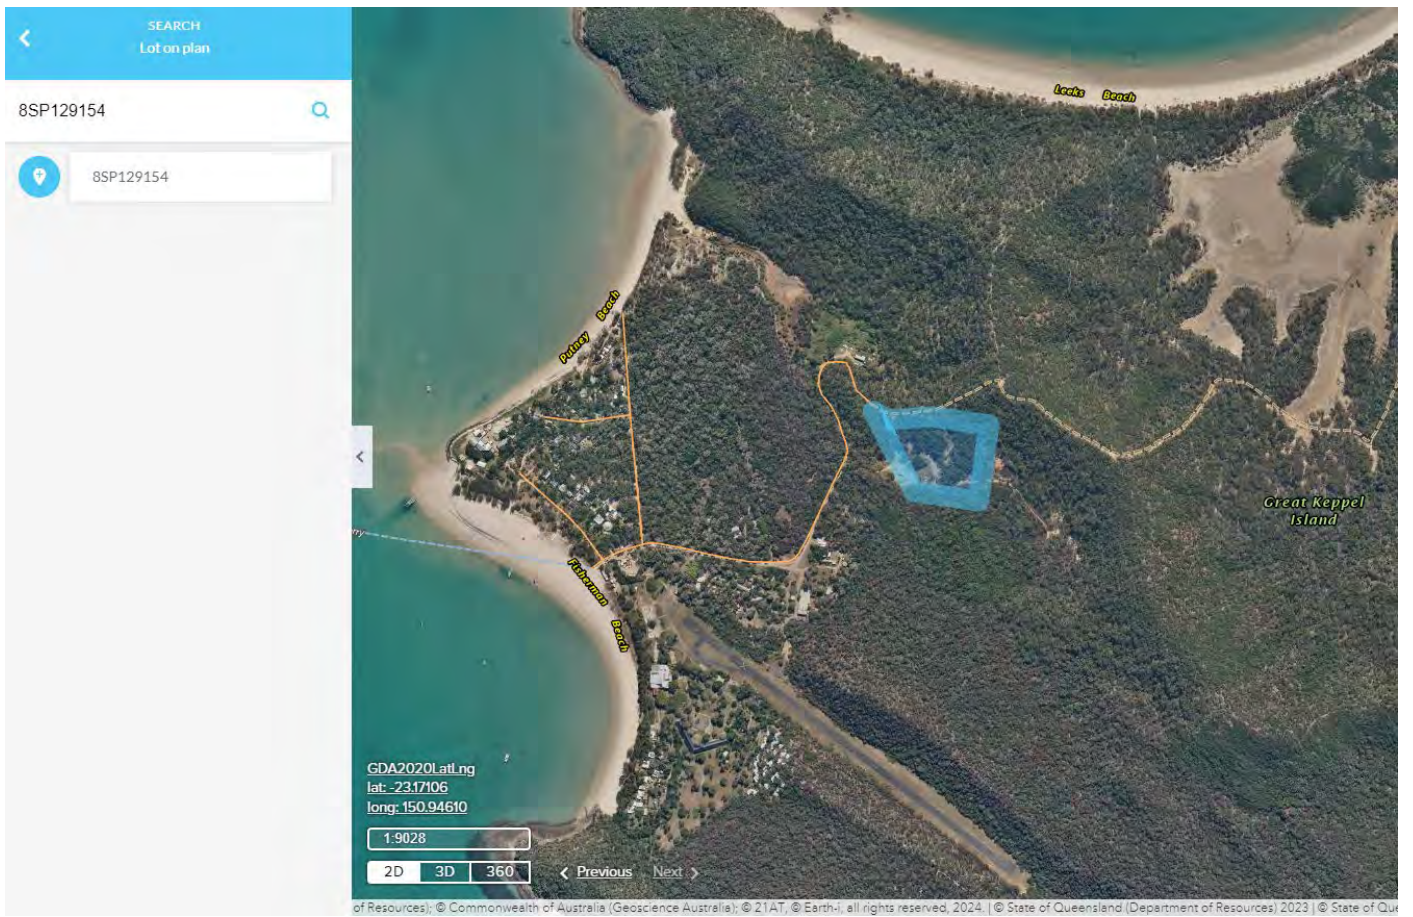 SEARCH
Lot on plan
8SP129154
8SP129154
Leeks Beach
Putney Beach
Great Keppel
Island
Fisherman Beach
GDA2020LatLng
lat: -23.17106
long: 150.94610
1:9028
2D 3D 360 Previous Next
of Resources); © Commonwealth of Australia (Geoscience Australia); © 21AT, © Earth-i, all rights reserved, 2024. | © State of Queensland (Department of Resources) 2023 | © State of Que